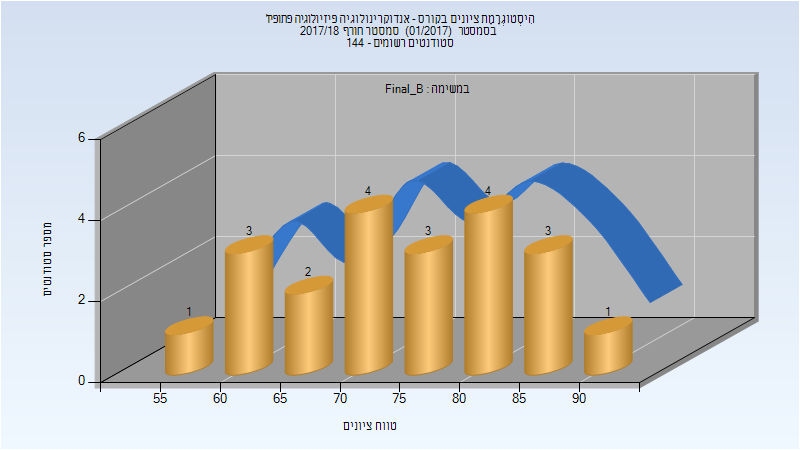 היסטוגרמת ציונים בקורס - אנדוקרינולוגיה פיזיולוגיה פתופיז'
בסמסטר (01/2017) סמסטר חורף 2017/18
סטודנטים רשומים - 144
במשימה : Final_B
מספר סטודנטים
6
4
2
0
1
3
2
4
3
4
3
1
55 60 65 70 75 80 85 90
טווח ציונים